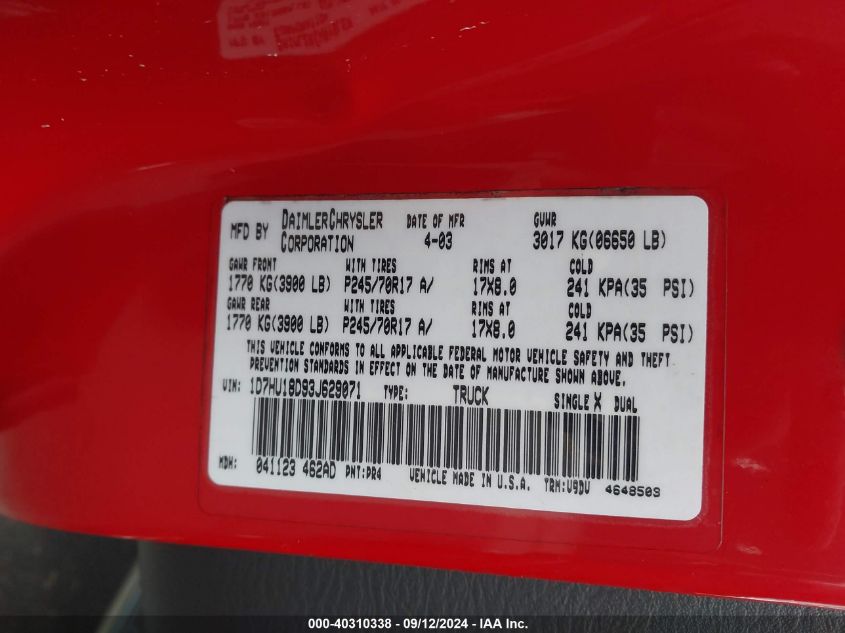 MFD BY DAIMLERCHRYSLER CORPORATION DATE OF MFR 4-03 GVWR 3017 KG(06650 LB)
GAWR FRONT WITH TIRES RIMS AT COLD
1770 KG(3900 LB) P245/70R17 A/ 17X8.0 241 KPA(35 PSI)
GAWR REAR WITH TIRES RIMS AT COLD
1770 KG(3900 LB) P245/70R17 A/ 17X8.0 241 KPA(35 PSI)
THIS VEHICLE CONFORMS TO ALL APPLICABLE FEDERAL MOTOR VEHICLE SAFETY AND THEFT
PREVENTION STANDARDS IN EFFECT ON THE DATE OF MANUFACTURE SHOWN ABOVE.
VIN: 1D7HU18D93J629071 TYPE: TRUCK SINGLE X DUAL
MDH: 041123 462AD PNT:PR4 VEHICLE MADE IN U.S.A. TRM:U9DV 4648503
000-40310338 - 09/12/2024 - IAA Inc.